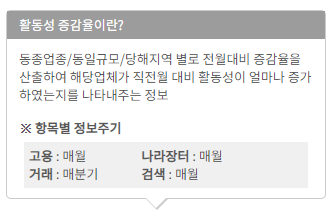 활동성 증감율이란?
동종업종/동일규모/당해지역 별로 전월대비 증감율을
산출하여 해당업체가 직전월 대비 활동성이 얼마나 증가
하였는지를 나타내주는 정보
※ 항목별 정보주기
고용 : 매월 나라장터 : 매월
거래 : 매분기 검색 : 매월